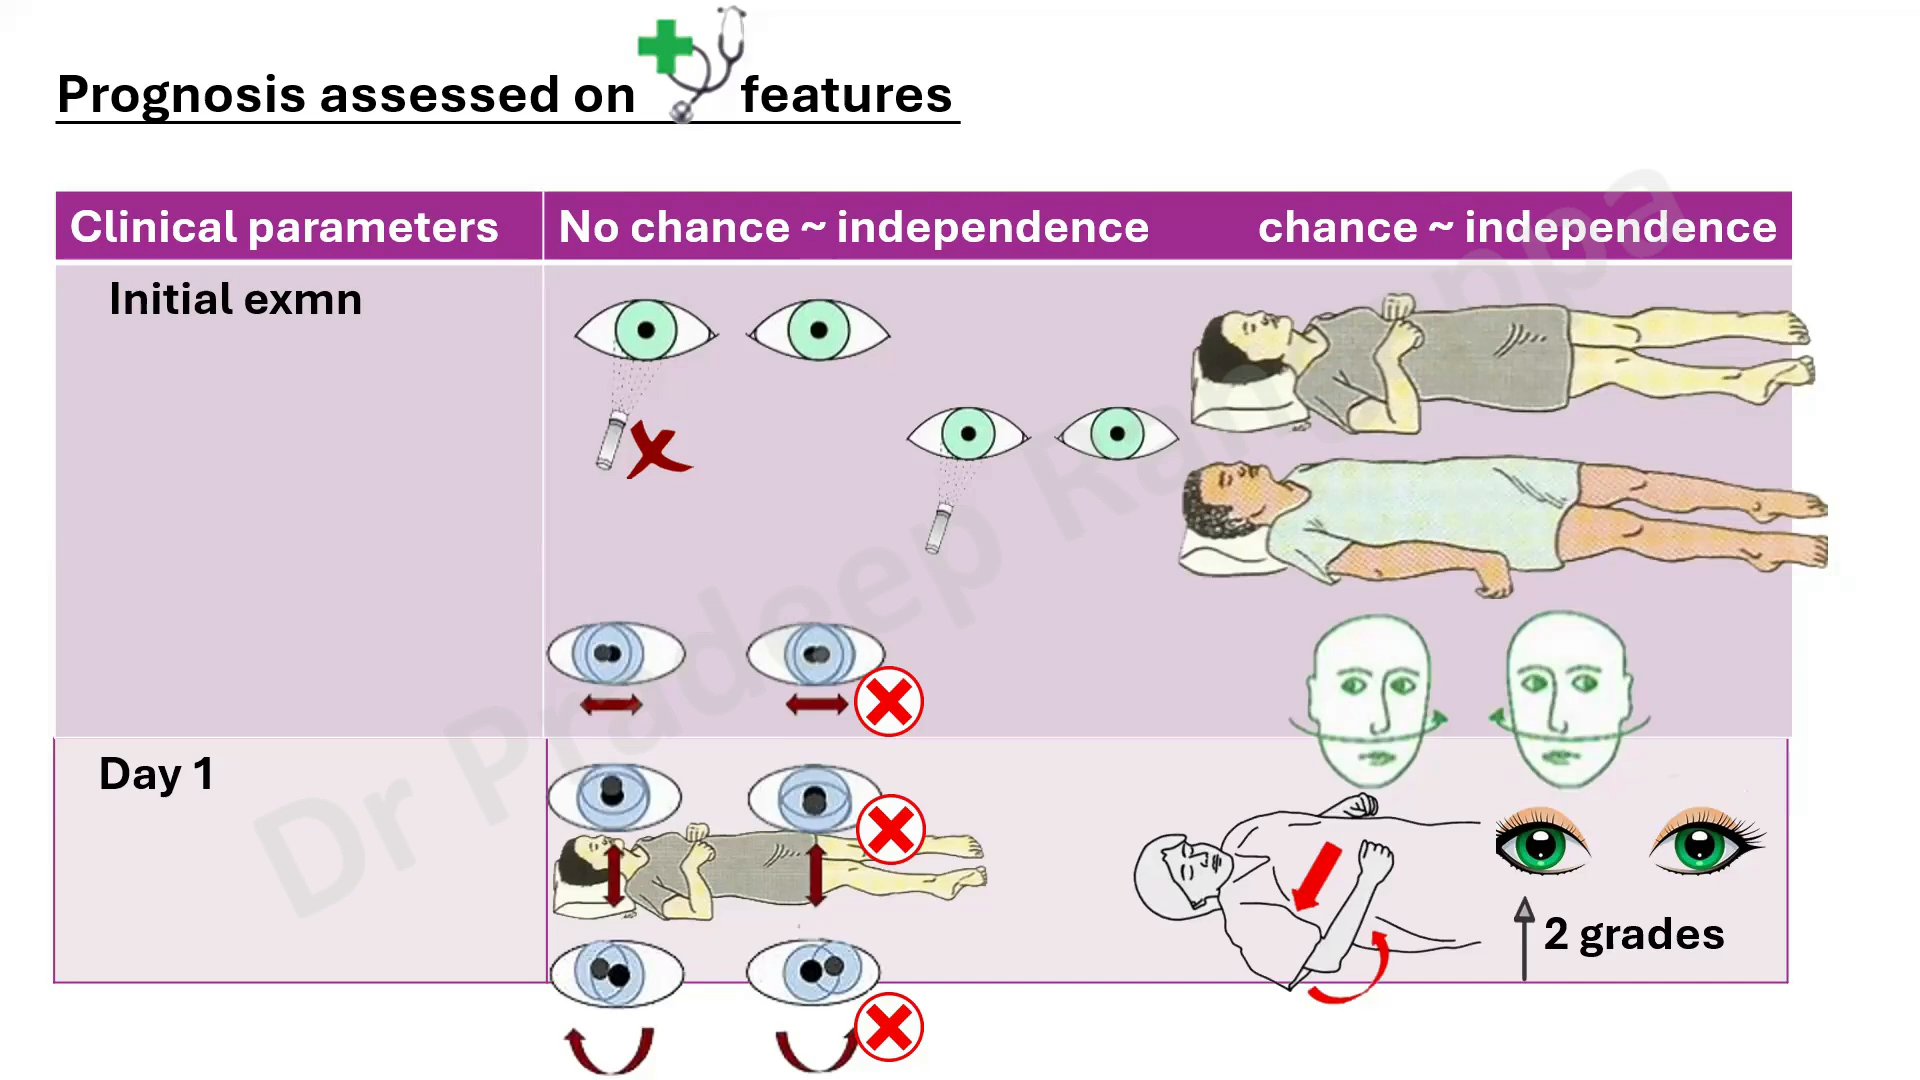 Prognosis assessed on features
Clinical parameters No chance ~ independence chance ~ independence
Initial exmn
Day 1
2 grades